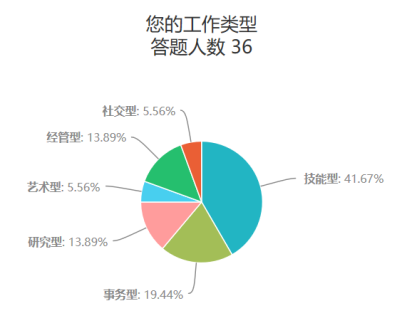 您的工作类型
答题人数 36
社交型: 5.56%
经管型: 13.89%
技能型: 41.67%
艺术型: 5.56%
研究型: 13.89%
事务型: 19.44%